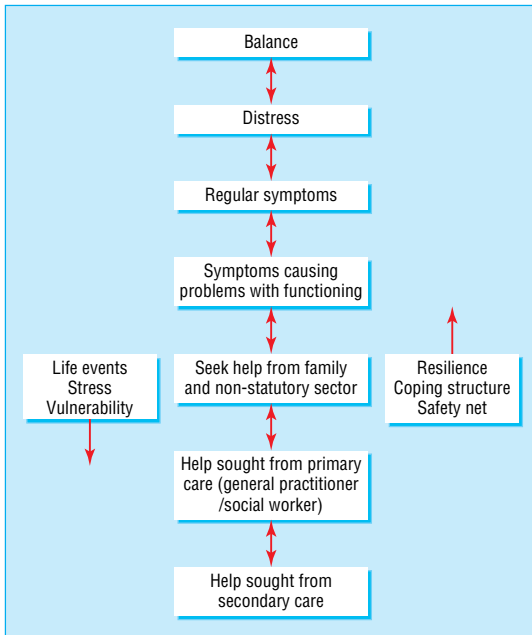 Balance
Distress
Regular symptoms
Symptoms causing
problems with functioning
Life events
Stress
Vulnerability
Seek help from family
and non-statutory sector
Resilience
Coping structure
Safety net
Help sought from primary
care (general practitioner
/social worker)
Help sought from
secondary care